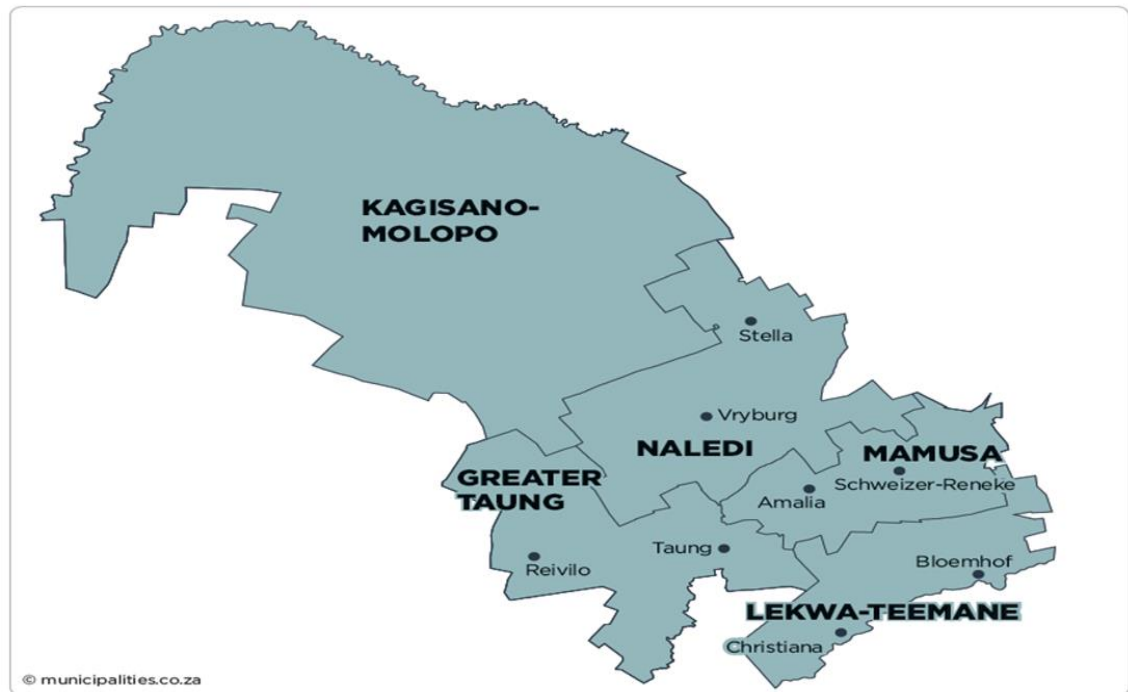 KAGISANO-
MOLOPO
Stella
Vryburg
NALEDI
MAMUSA
GREATER
TAUNG
Schweizer-Reneke
Amalia
Taung
Reivilo
Bloemhof
LEKWA-TEEMANE
Christiana
© municipalities.co.za